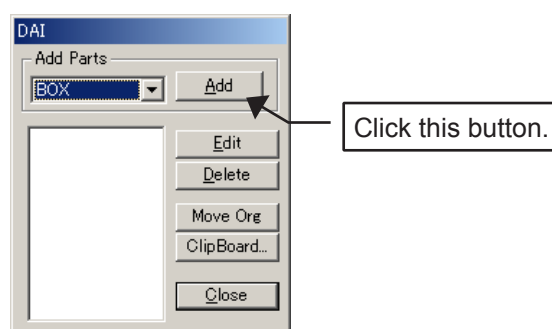 DAI
Add Parts
BOX
Add
Click this button.
Edit
Delete
Move Org
ClipBoard...
Close